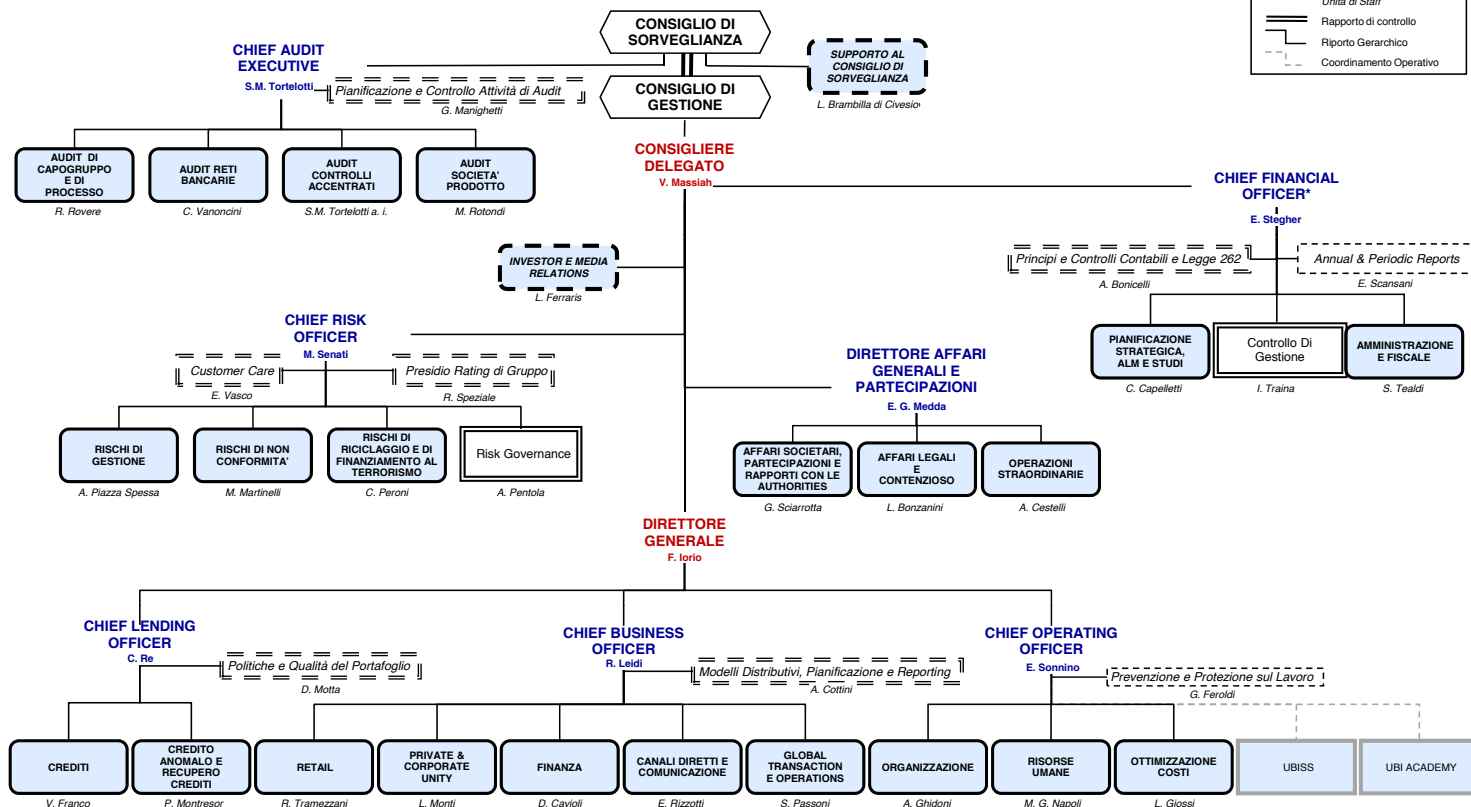 Unità di Staff
Rapporto di controllo
Riporto Gerarchico
Coordinamento Operativo
CONSIGLIO DI
SORVEGLIANZA
CHIEF AUDIT
EXECUTIVE
S.M. Tortelotti
Pianificazione e Controllo Attività di Audit
G. Manighetti
SUPPORTO AL
CONSIGLIO DI
SORVEGLIANZA
L. Brambilla di Civesio
CONSIGLIO DI
GESTIONE
AUDIT DI
CAPOGRUPPO
E DI
PROCESSO
R. Rovere
AUDIT RETI
BANCARIE
C. Vanoncini
AUDIT
CONTROLLI
ACCENTRATI
S.M. Tortelotti a. i.
AUDIT
SOCIETA'
PRODOTTO
M. Rotondi
CONSIGLIERE
DELEGATO
V. Massiah
CHIEF FINANCIAL
OFFICER*
E. Stegher
Principi e Controlli Contabili e Legge 262
A. Bonicelli
Annual & Periodic Reports
E. Scansani
INVESTOR E MEDIA
RELATIONS
L. Ferraris
PIANIFICAZIONE
STRATEGICA,
ALM E STUDI
C. Capelletti
Controllo Di
Gestione
I. Traina
AMMINISTRAZIONE
E FISCALE
S. Tealdi
CHIEF RISK
OFFICER
M. Senati
Customer Care
E. Vasco
Presidio Rating di Gruppo
R. Speziale
DIRETTORE AFFARI
GENERALI E
PARTECIPAZIONI
E. G. Medda
RISCHI DI
GESTIONE
A. Piazza Spessa
RISCHI DI NON
CONFORMITA'
M. Martinelli
RISCHI DI
RICICLAGGIO E DI
FINANZIAMENTO AL
TERRORISMO
C. Peroni
Risk Governance
A. Pentola
AFFARI SOCIETARI,
PARTECIPAZIONI E
RAPPORTI CON LE
AUTHORITIES
G. Sciarrotta
AFFARI LEGALI
E
CONTENZIOSO
L. Bonzanini
OPERAZIONI
STRAORDINARIE
A. Cestelli
DIRETTORE
GENERALE
F. Iorio
CHIEF LENDING
OFFICER
C. Re
Politiche e Qualità del Portafoglio
D. Motta
CHIEF BUSINESS
OFFICER
R. Leidi
Modelli Distributivi, Pianificazione e Reporting
A. Cottini
CHIEF OPERATING
OFFICER
E. Sonnino
Prevenzione e Protezione sul Lavoro
G. Feroldi
CREDITI
V. Franco
CREDITO
ANOMALO E
RECUPERO
CREDITI
P. Montresor
RETAIL
R. Tramezzani
PRIVATE &
CORPORATE
UNITY
L. Monti
FINANZA
D. Cavioli
CANALI DIRETTI E
COMUNICAZIONE
E. Rizzotti
GLOBAL
TRANSACTION
E OPERATIONS
S. Passoni
ORGANIZZAZIONE
A. Ghidoni
RISORSE
UMANE
M. G. Napoli
OTTIMIZZAZIONE
COSTI
L. Giossi
UBISS
UBI ACADEMY